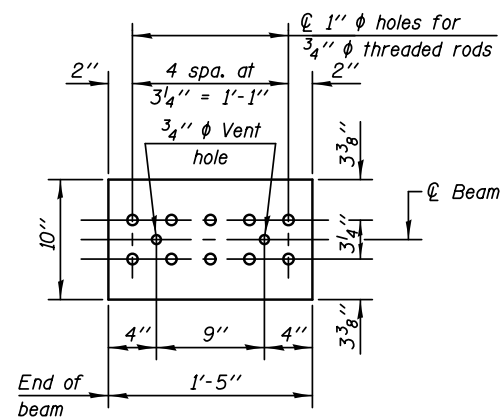 ℄ 1" ϕ holes for
3/4" ϕ threaded rods
2"
4 spa. at
3 1/4" = 1'-1"
2"
3/4" ϕ Vent
hole
3 3/8"
℄ Beam
10"
3 1/4"
3 3/8"
4"
9"
4"
End of
beam
1'-5"